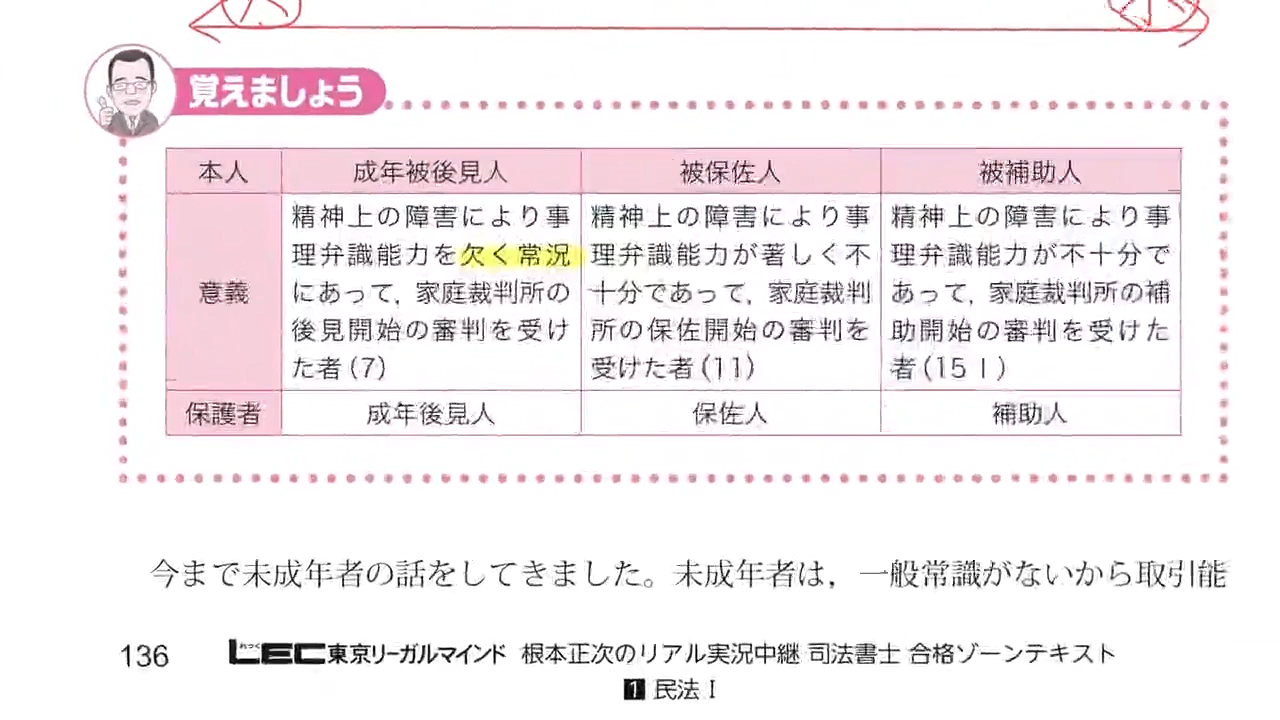 覚えましょう
本人
成年被後見人
被保佐人
被補助人
意義
精神上の障害により事
理弁識能力を欠く常況
にあって，家庭裁判所の
後見開始の審判を受け
た者(7)
精神上の障害により事
理弁識能力が著しく不
十分であって，家庭裁判
所の保佐開始の審判を
受けた者(11)
精神上の障害により事
理弁識能力が不十分で
あって，家庭裁判所の補
助開始の審判を受けた
者(15Ⅰ)
保護者
成年後見人
保佐人
補助人
今まで未成年者の話をしてきました。未成年者は，一般常識がないから取引能
136 LEC東京リーガルマインド 根本正次のリアル実況中継 司法書士 合格ゾーンテキスト
1 民法Ⅰ